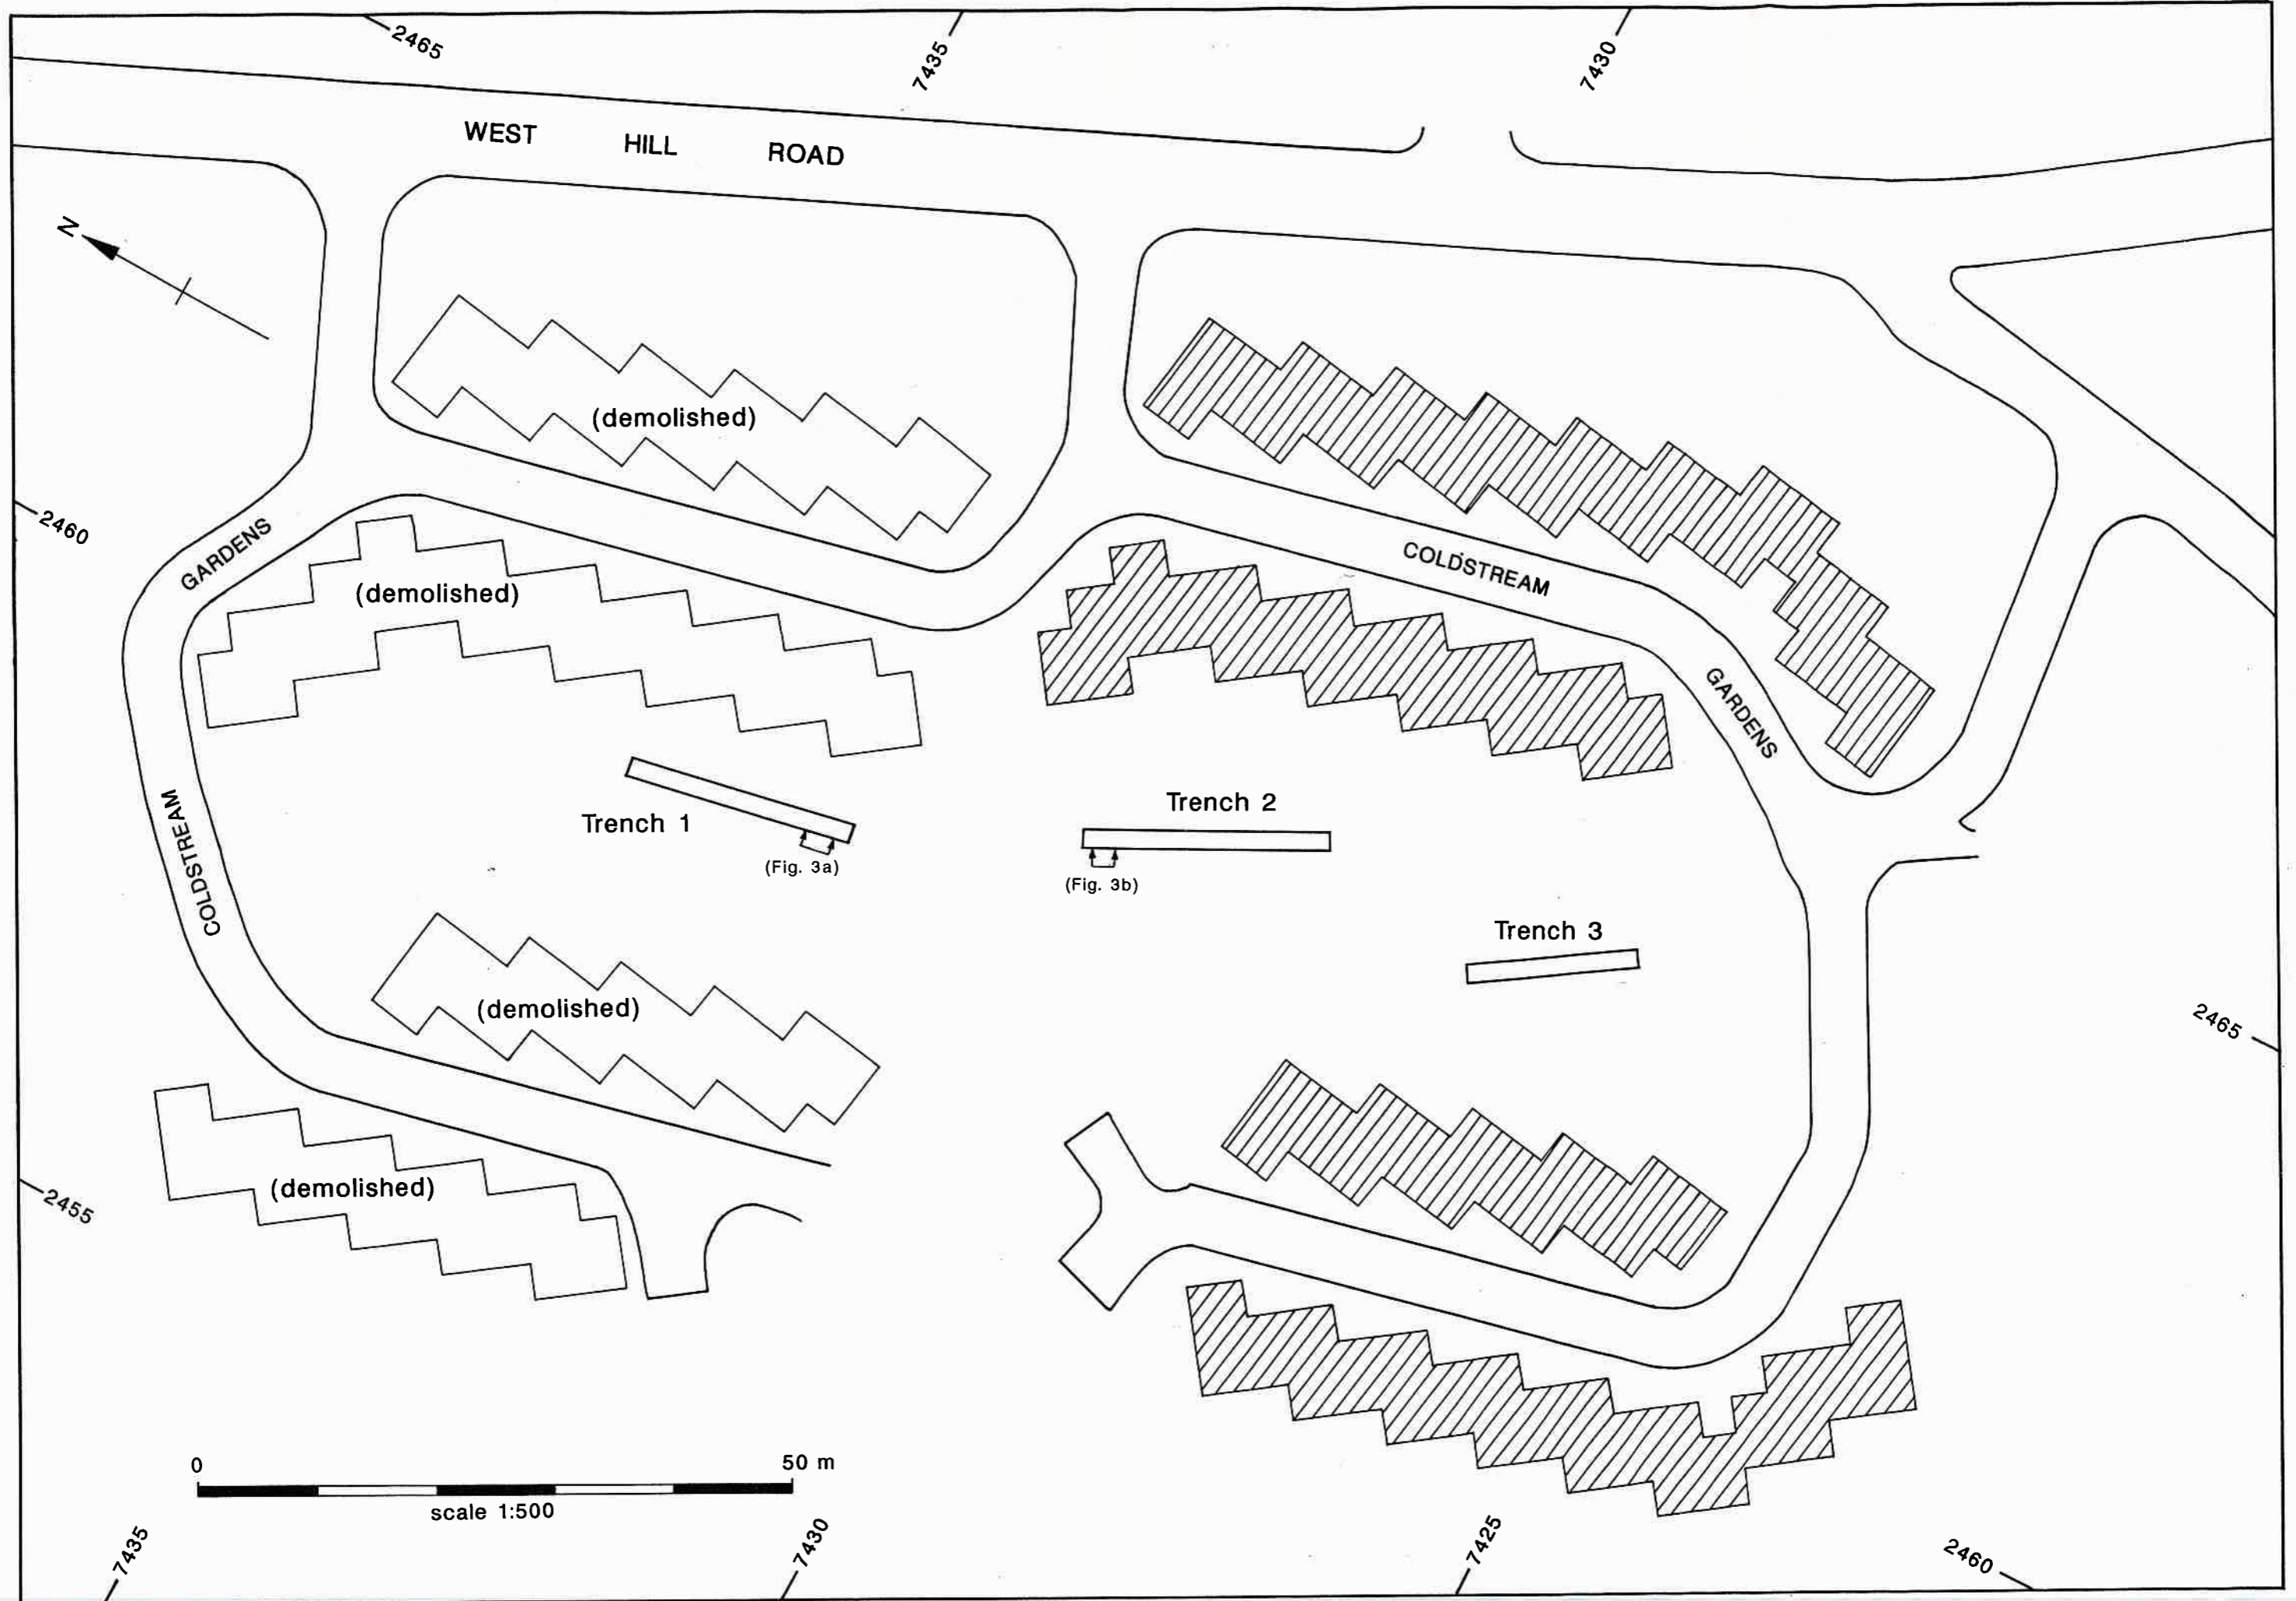 2465
7435
7430
WEST HILL ROAD
N
(demolished)
2460
GARDENS
(demolished)
COLDSTREAM
GARDENS
COLDSTREAM
Trench 1
(Fig. 3a)
Trench 2
(Fig. 3b)
Trench 3
(demolished)
2465
2455
(demolished)
0 50 m
scale 1:500
7435
7430
7425
2460